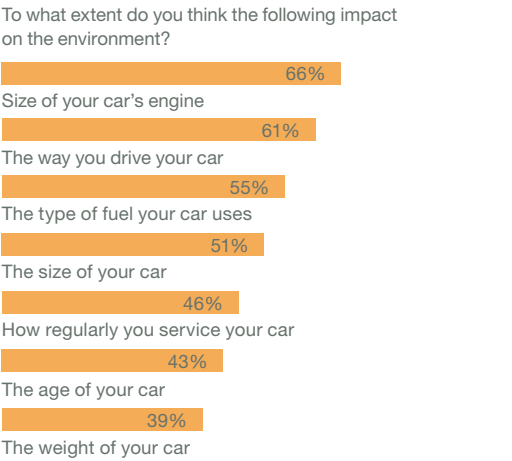 To what extent do you think the following impact
on the environment?
66%
Size of your car’s engine
61%
The way you drive your car
55%
The type of fuel your car uses
51%
The size of your car
46%
How regularly you service your car
43%
The age of your car
39%
The weight of your car